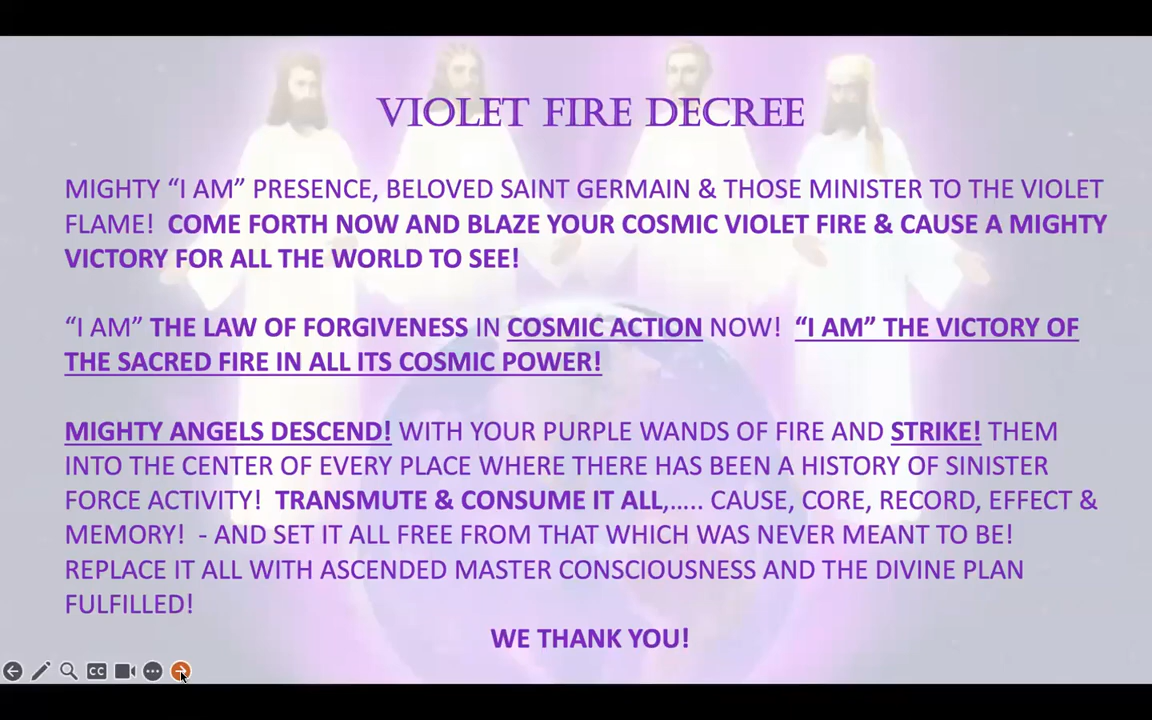 VIOLET FIRE DECREE
MIGHTY “I AM” PRESENCE, BELOVED SAINT GERMAIN & THOSE MINISTER TO THE VIOLET
FLAME! COME FORTH NOW AND BLAZE YOUR COSMIC VIOLET FIRE & CAUSE A MIGHTY
VICTORY FOR ALL THE WORLD TO SEE!
“I AM” THE LAW OF FORGIVENESS IN COSMIC ACTION NOW! “I AM” THE VICTORY OF
THE SACRED FIRE IN ALL ITS COSMIC POWER!
MIGHTY ANGELS DESCEND! WITH YOUR PURPLE WANDS OF FIRE AND STRIKE! THEM
INTO THE CENTER OF EVERY PLACE WHERE THERE HAS BEEN A HISTORY OF SINISTER
FORCE ACTIVITY! TRANSMUTE & CONSUME IT ALL,..... CAUSE, CORE, RECORD, EFFECT &
MEMORY! - AND SET IT ALL FREE FROM THAT WHICH WAS NEVER MEANT TO BE!
REPLACE IT ALL WITH ASCENDED MASTER CONSCIOUSNESS AND THE DIVINE PLAN
FULFILLED!
WE THANK YOU!
CC